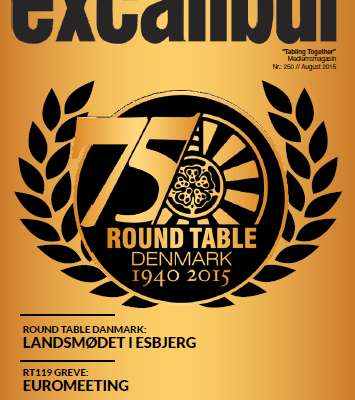 excalibur
"Tabling Together"
Medlemsmagasin
Nr.: 250 // August 2015
75
ROUND TABLE
DENMARK
1940 2015
ROUND TABLE DANMARK:
LANDSMØDET I ESBJERG
RT119 GREVE:
EUROMEETING